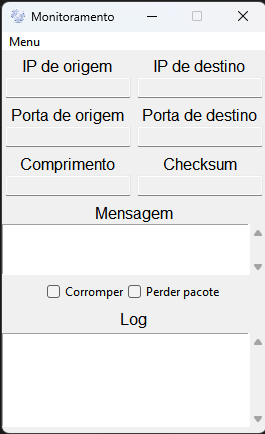 Monitoramento
Menu
IP de origem IP de destino
Porta de origem Porta de destino
Comprimento Checksum
Mensagem
Corromper Perder pacote
Log